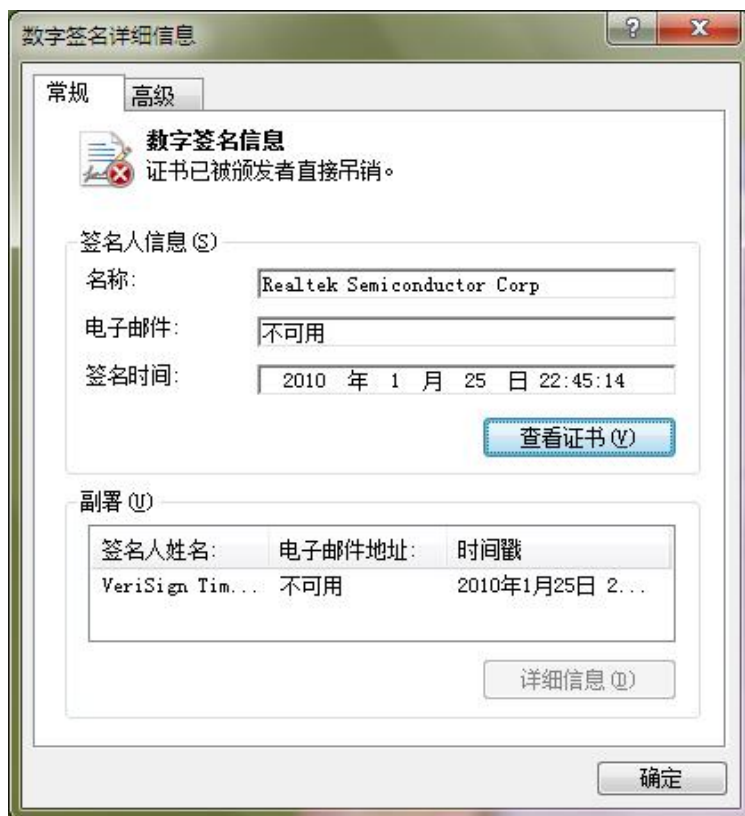 数字签名详细信息
常规 高级
数字签名信息
证书已被颁发者直接吊销。
签名人信息(S)
名称: Realtek Semiconductor Corp
电子邮件: 不可用
签名时间: 2010 年 1 月 25 日 22:45:14
查看证书(V)
副署(U)
签名人姓名: 电子邮件地址: 时间戳
VeriSign Tim... 不可用 2010年1月25日 2...
详细信息(D)
确定